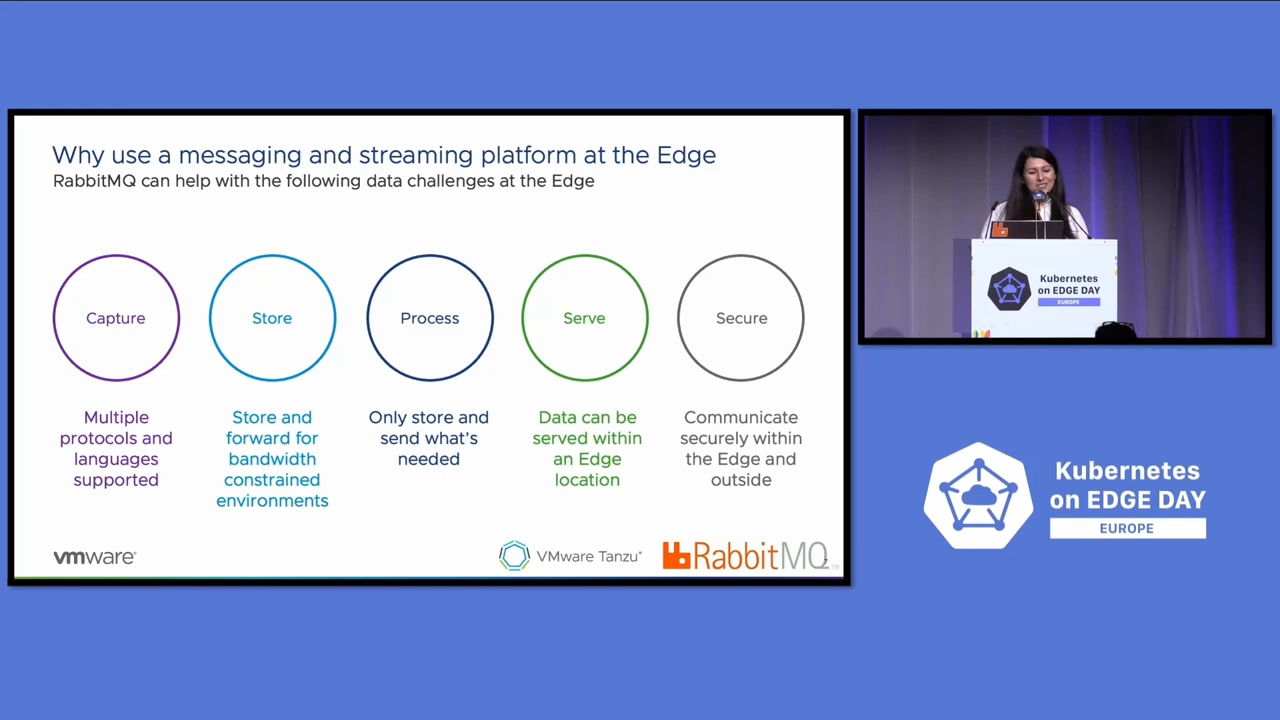 Why use a messaging and streaming platform at the Edge
RabbitMQ can help with the following data challenges at the Edge
Capture
Store
Process
Serve
Secure
Multiple
protocols and
languages
supported
Store and
forward for
bandwidth
constrained
environments
Only store and
send what's
needed
Data can be
served within
an Edge
location
Communicate
securely within
the Edge and
outside
vmware®
VMware Tanzu®
RabbitMQ™
7
Kubernetes
on EDGE DAY
EUROPE
Kubernetes
on EDGE DAY
EUROPE